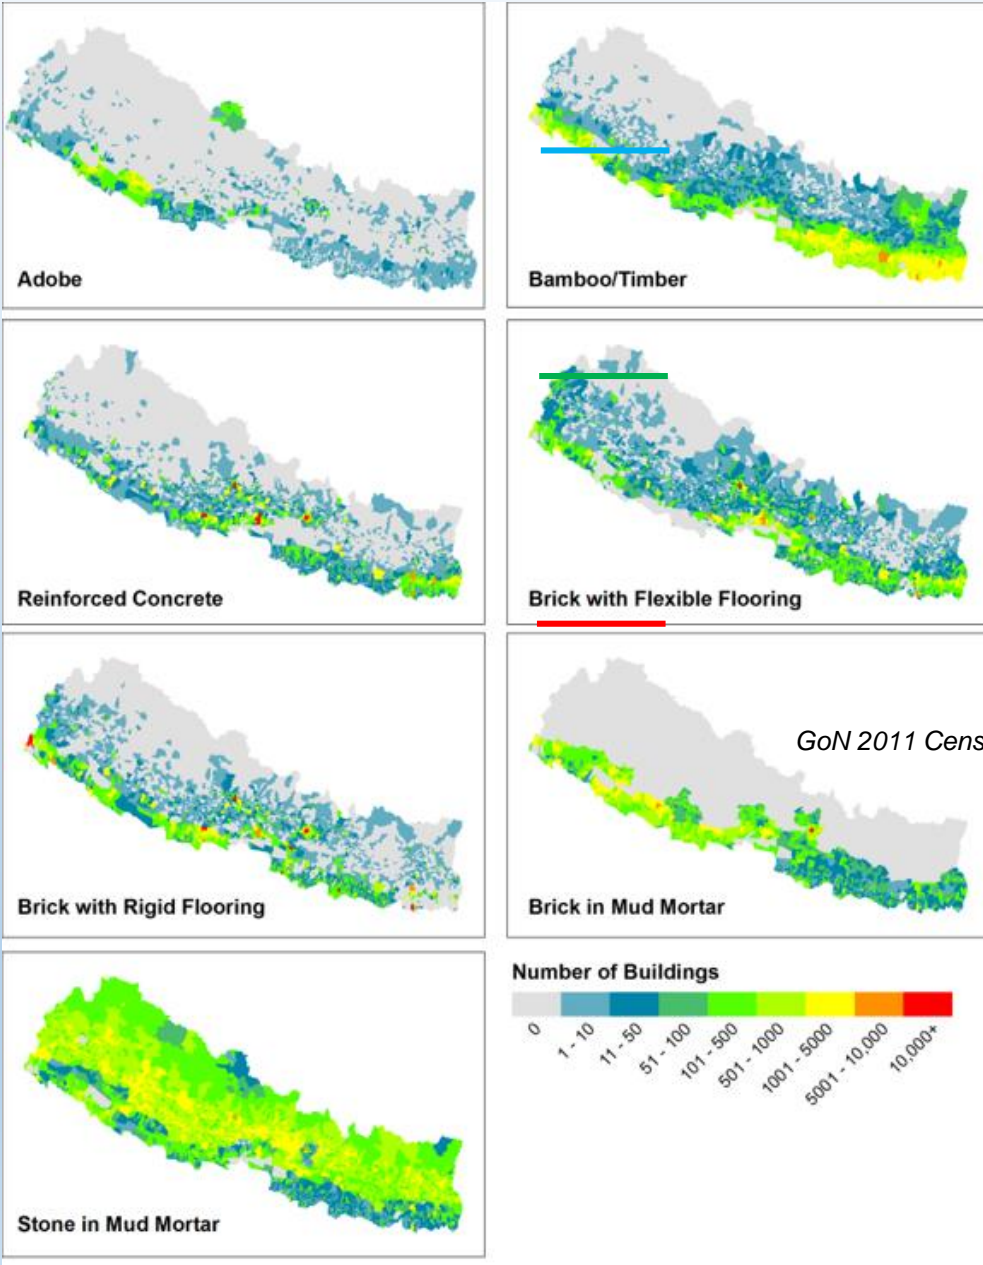 Adobe
Bamboo/Timber
Reinforced Concrete
Brick with Flexible Flooring
GoN 2011 Cens
Brick with Rigid Flooring
Brick in Mud Mortar
Number of Buildings
0
1 - 10
11 - 50
51 - 100
101 - 500
501 - 1000
1001 - 5000
5001 - 10,000
10,000+
Stone in Mud Mortar